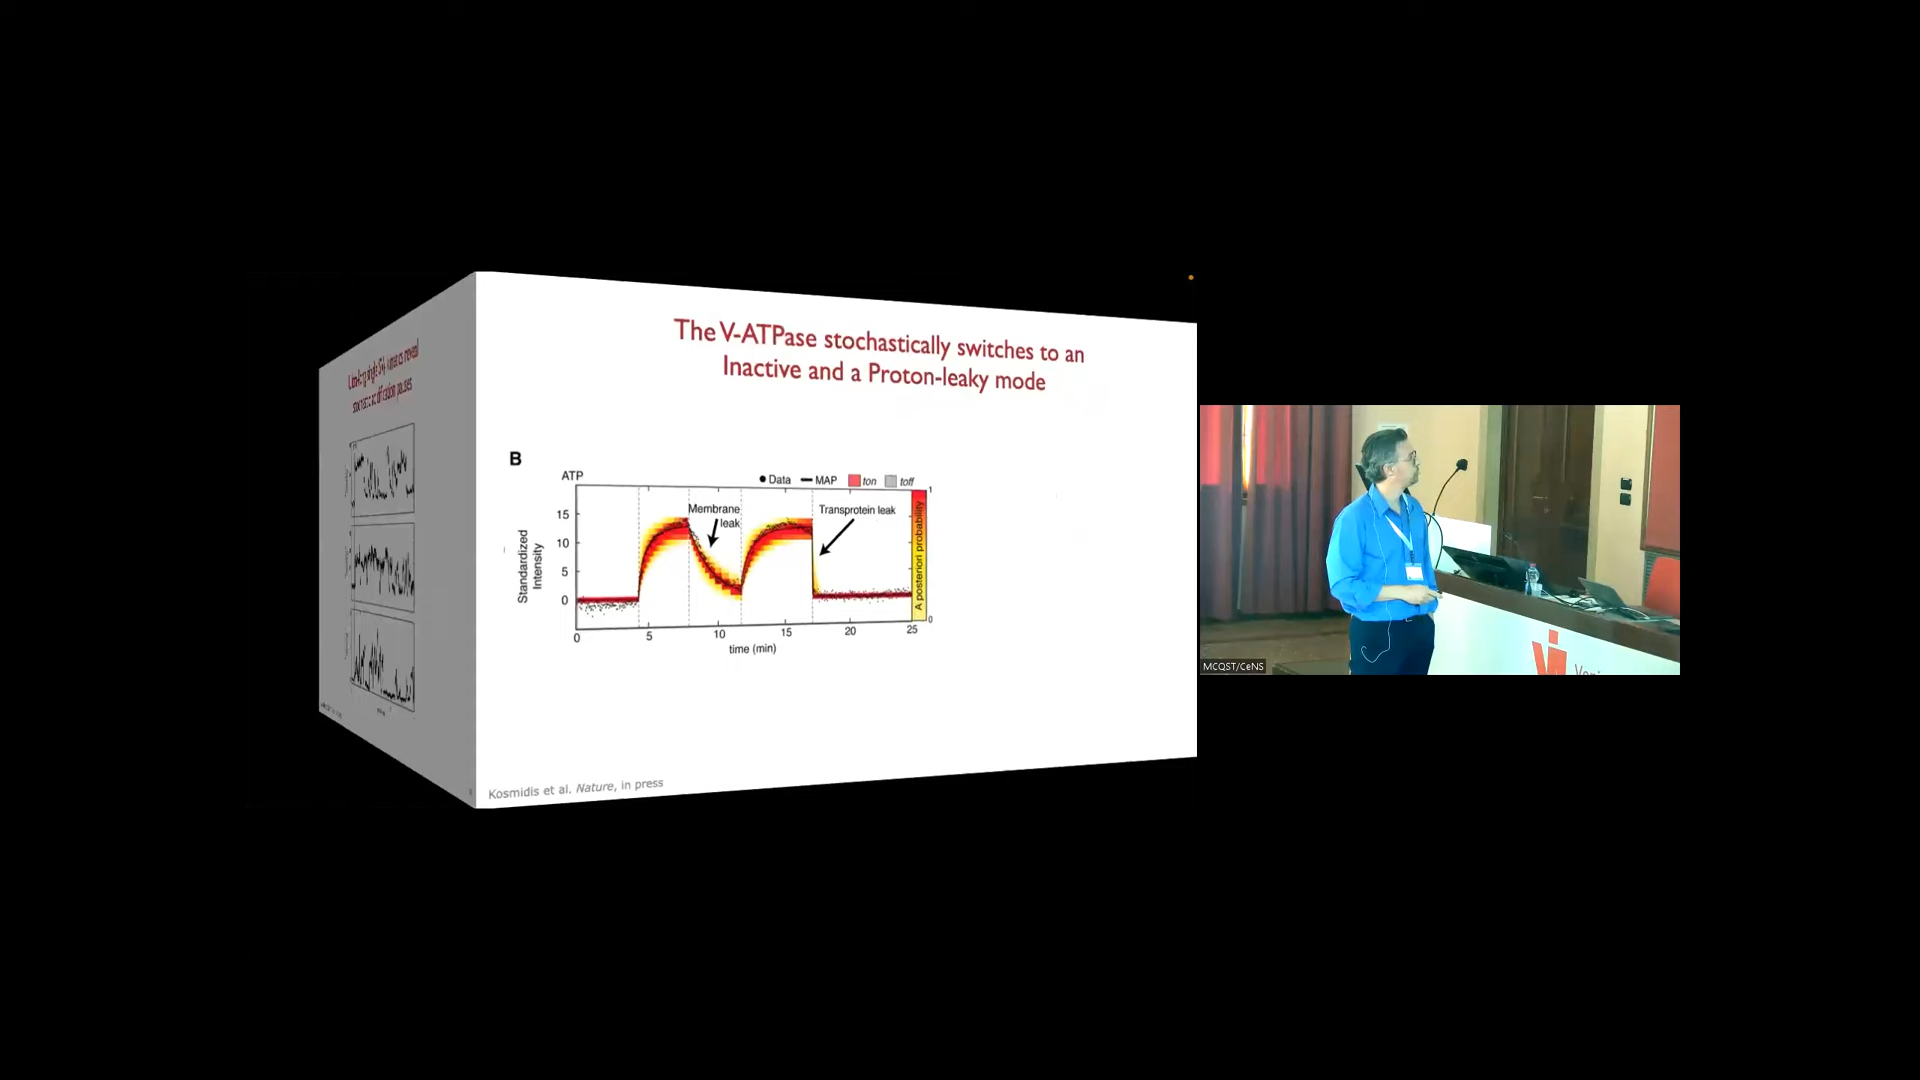 The V-ATPase stochastically switches to an
Inactive and a Proton-leaky mode
B
ATP
Data MAP ton toff
Membrane
leak
Transprotein leak
Standardized
Intensity
15
10
5
0
0 5 10 15 20 25
time (min)
1
A posteriori probability
0
Kosmidis et al. Nature, in press
MCQST/CeNS